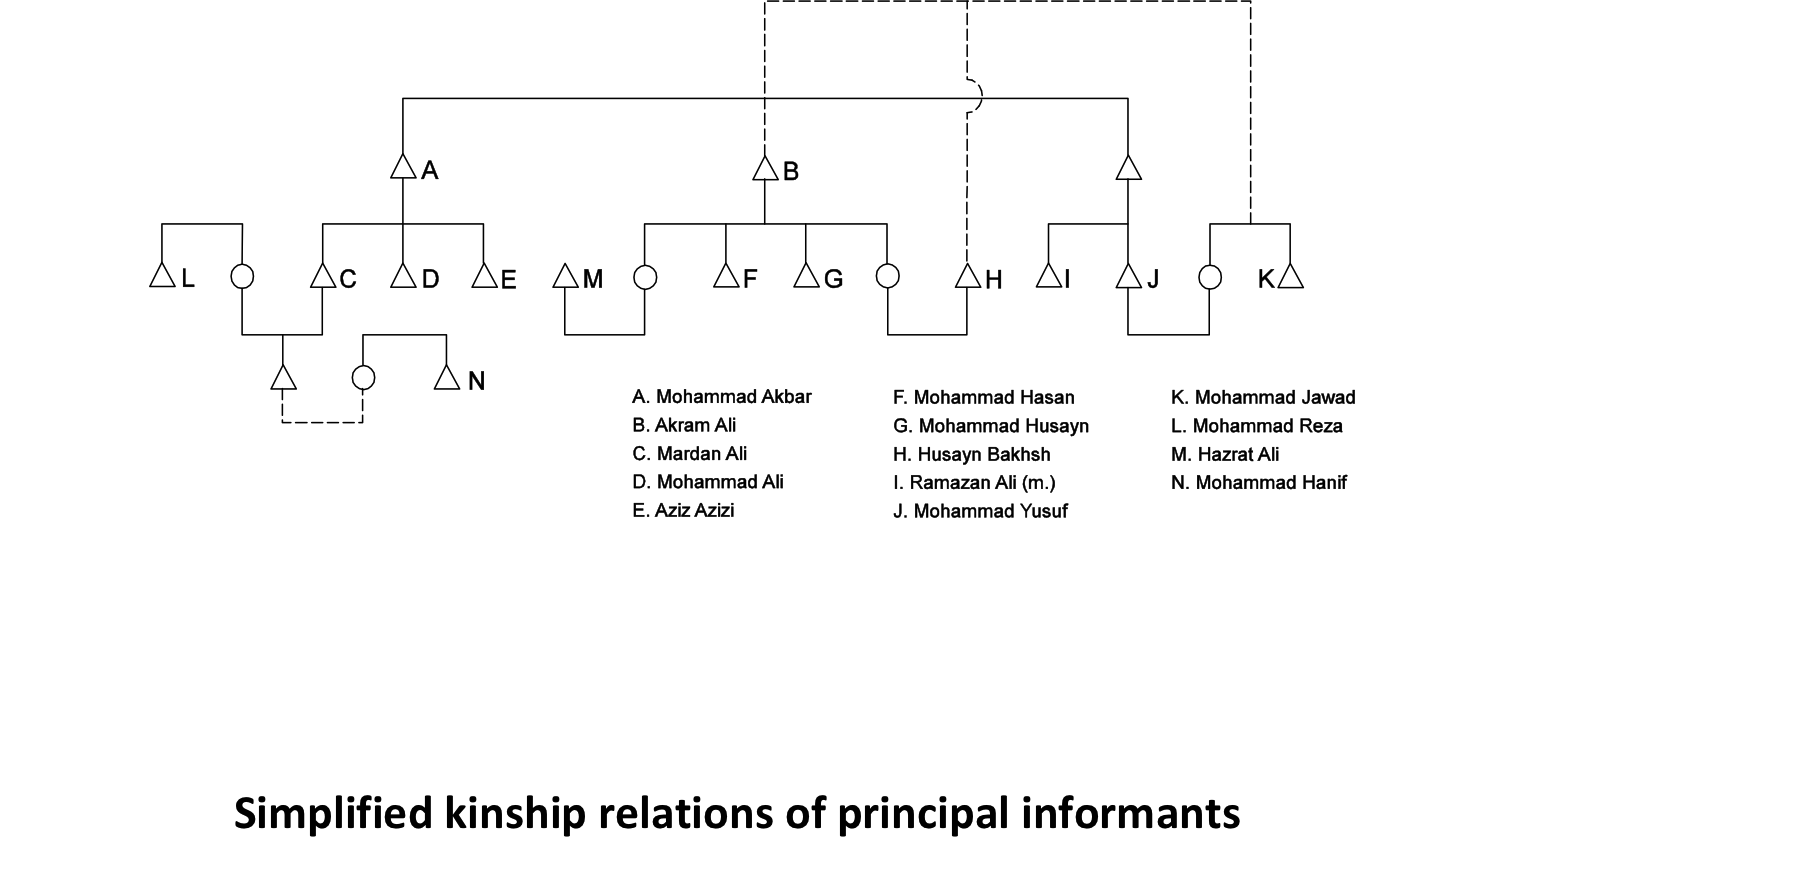 A
B
L
C
D
E
M
F
G
H
I
J
K
N
A. Mohammad Akbar
B. Akram Ali
C. Mardan Ali
D. Mohammad Ali
E. Aziz Azizi
F. Mohammad Hasan
G. Mohammad Husayn
H. Husayn Bakhsh
I. Ramazan Ali (m.)
J. Mohammad Yusuf
K. Mohammad Jawad
L. Mohammad Reza
M. Hazrat Ali
N. Mohammad Hanif
Simplified kinship relations of principal informants